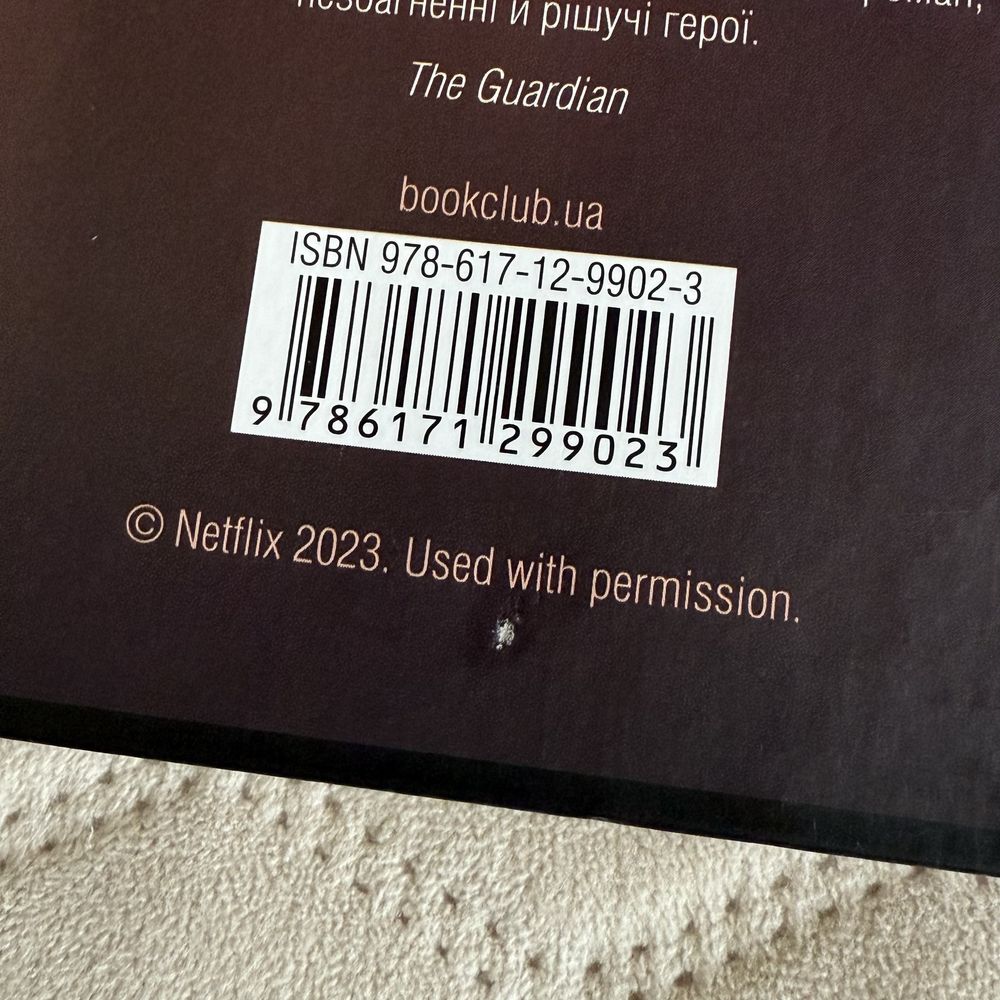 незбагненні й рішучі герої.
The Guardian
bookclub.ua
ISBN 978-617-12-9902-3
9 786171 299023
© Netflix 2023. Used with permission.